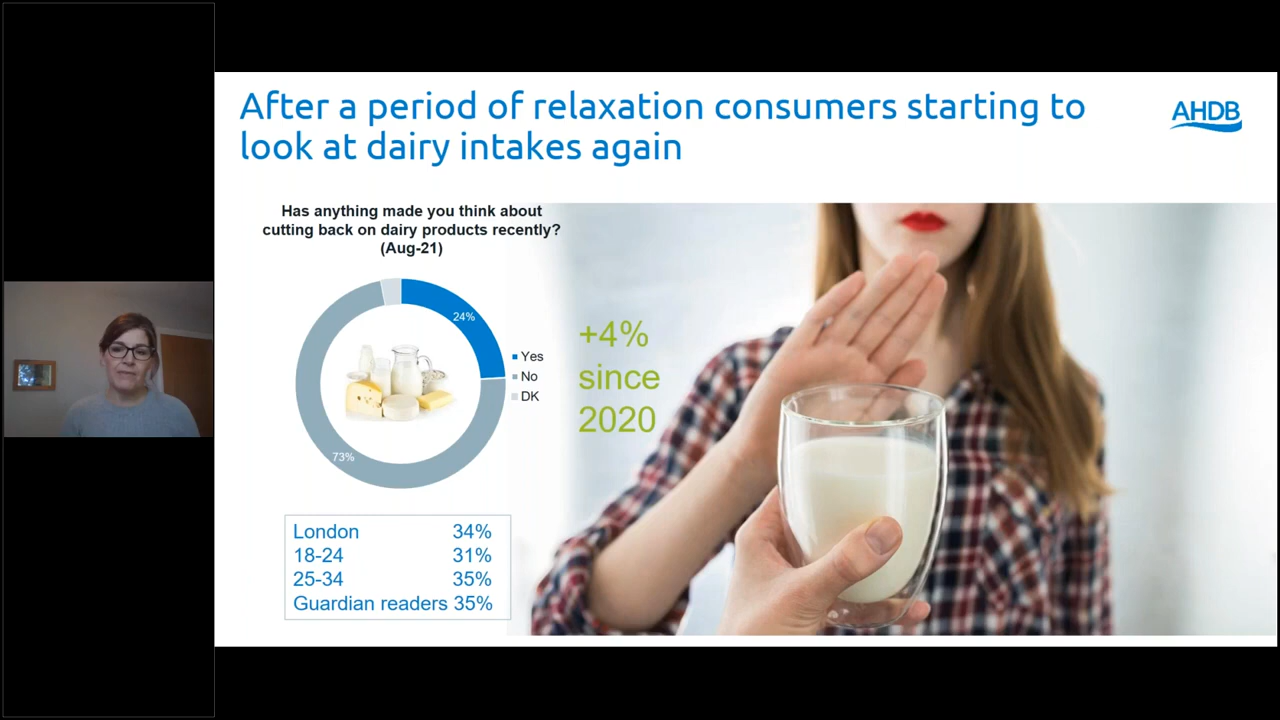 After a period of relaxation consumers starting to
look at dairy intakes again
AHDB
Has anything made you think about
cutting back on dairy products recently?
(Aug-21)
24%
73%
Yes
No
DK
+4%
since
2020
London 34%
18-24 31%
25-34 35%
Guardian readers 35%